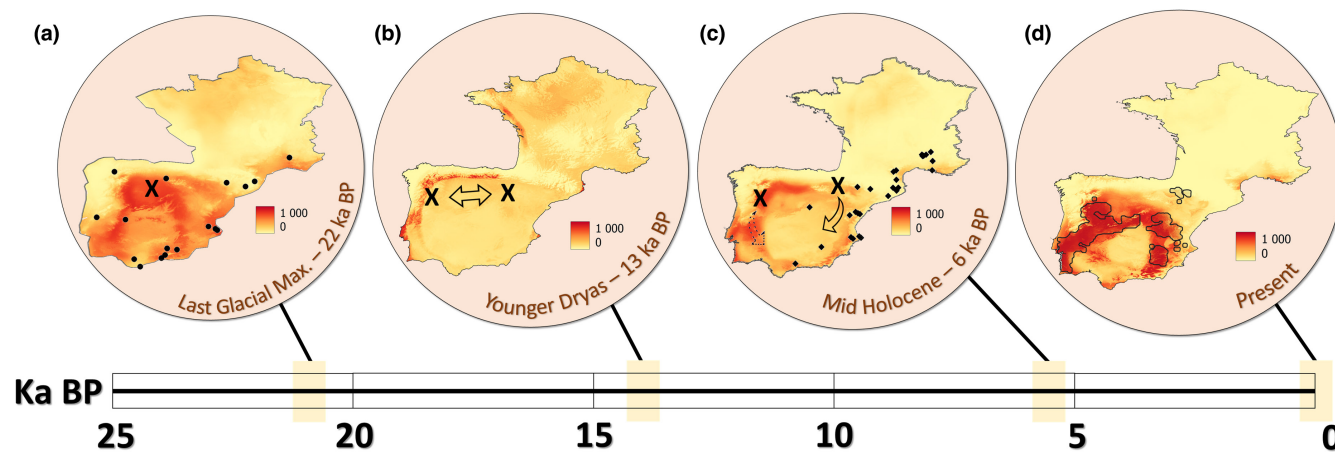 (a)
X
1 000
0
Last Glacial Max. – 22 ka BP
(b)
X X
1 000
0
Younger Dryas – 13 ka BP
(c)
X X
1 000
0
Mid Holocene – 6 ka BP
(d)
1 000
0
Present
Ka BP
25 20 15 10 5 0